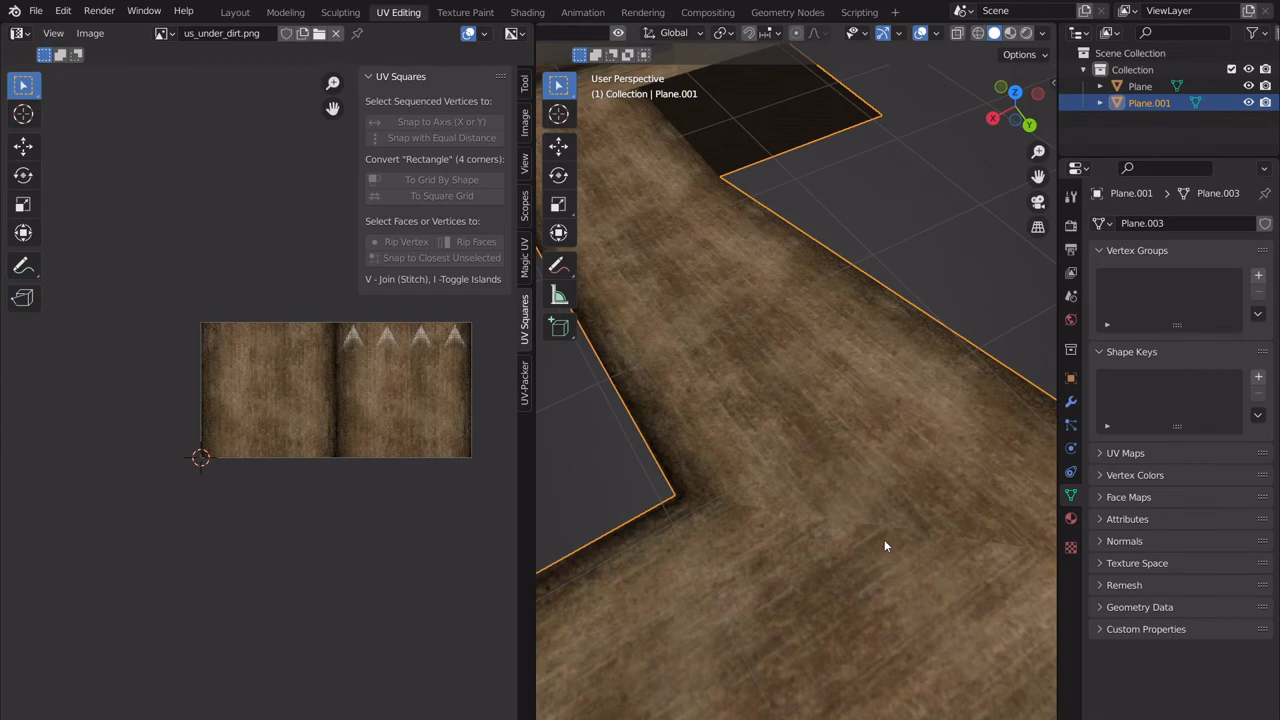 File Edit Render Window Help Layout Modeling Sculpting UV Editing Texture Paint Shading Animation Rendering Compositing Geometry Nodes Scripting Scene ViewLayer
View Image us_under_dirt.png Global
Options
UV Squares
Select Sequenced Vertices to:
Snap to Axis (X or Y)
Snap with Equal Distance
Convert "Rectangle" (4 corners):
To Grid By Shape
To Square Grid
Select Faces or Vertices to:
Rip Vertex Rip Faces
Snap to Closest Unselected
V - Join (Stitch), I -Toggle Islands
Tool
Image
View
Scopes
Magic UV
UV Squares
UV-Packer
User Perspective
(1) Collection | Plane.001
Z
X
Y
Scene Collection
Collection
Plane
Plane.001
Plane.001 Plane.003
Plane.003
Vertex Groups
Shape Keys
UV Maps
Vertex Colors
Face Maps
Attributes
Normals
Texture Space
Remesh
Geometry Data
Custom Properties